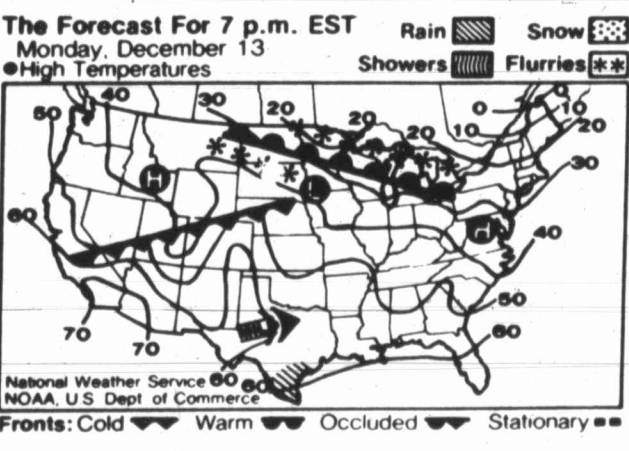 The Forecast For 7 p.m. EST
Monday, December 13
●High Temperatures
Rain
Snow
Showers
Flurries
40
30
20
20
20
0
0
10
10
20
50
30
H
L
H
60
40
50
60
70
70
60
60
National Weather Service
NOAA, U.S. Dept of Commerce
Fronts: Cold
Warm
Occluded
Stationary